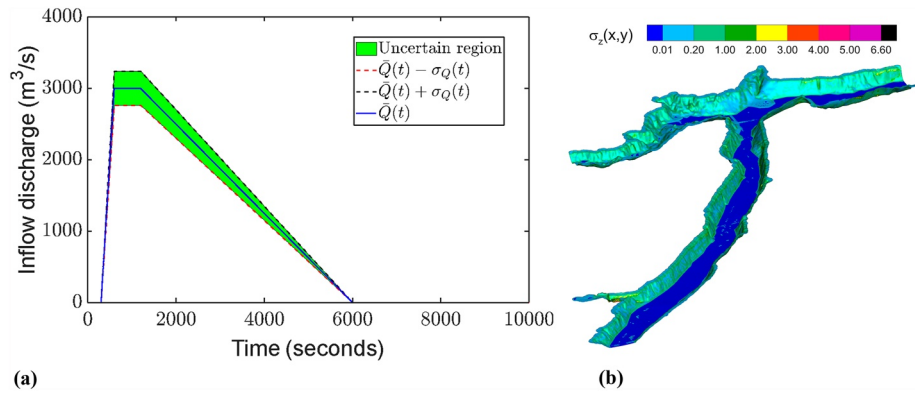 4000
3000
2000
1000
0
Inflow discharge (m³/s)
0 2000 4000 6000 8000 10000
Time (seconds)
Uncertain region
Q̄(t) − σ_Q(t)
Q̄(t) + σ_Q(t)
Q̄(t)
(a)
σ_z(x,y)
0.01 0.20 1.00 2.00 3.00 4.00 5.00 6.60
(b)